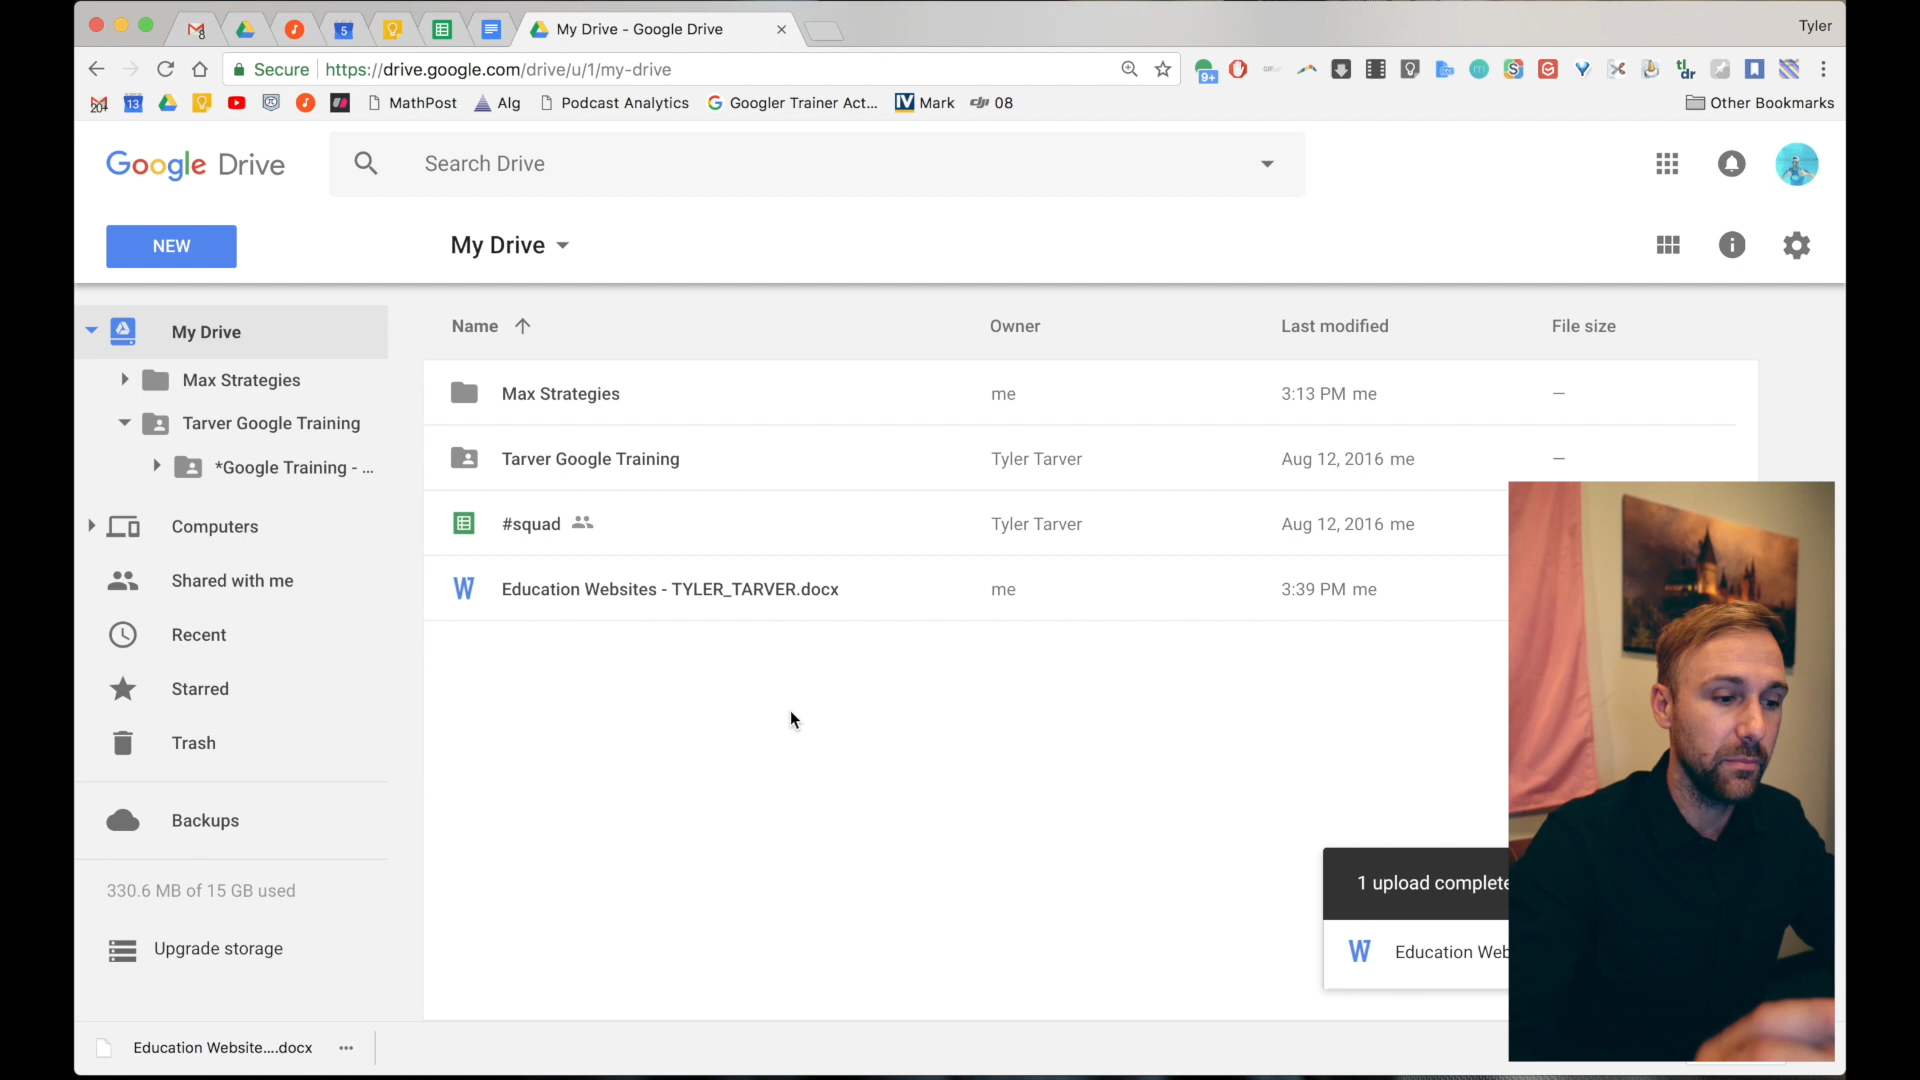 My Drive - Google Drive
Tyler
Secure https://drive.google.com/drive/u/1/my-drive
MathPost Alg Podcast Analytics Googler Trainer Act... Mark 08 Other Bookmarks
Google Drive
Search Drive
NEW
My Drive
My Drive
Max Strategies
Tarver Google Training
*Google Training - ...
Computers
Shared with me
Recent
Starred
Trash
Backups
330.6 MB of 15 GB used
Upgrade storage
Name Owner Last modified File size
Max Strategies me 3:13 PM me —
Tarver Google Training Tyler Tarver Aug 12, 2016 me —
#squad Tyler Tarver Aug 12, 2016 me
Education Websites - TYLER_TARVER.docx me 3:39 PM me
1 upload complete
Education Web
Education Website....docx